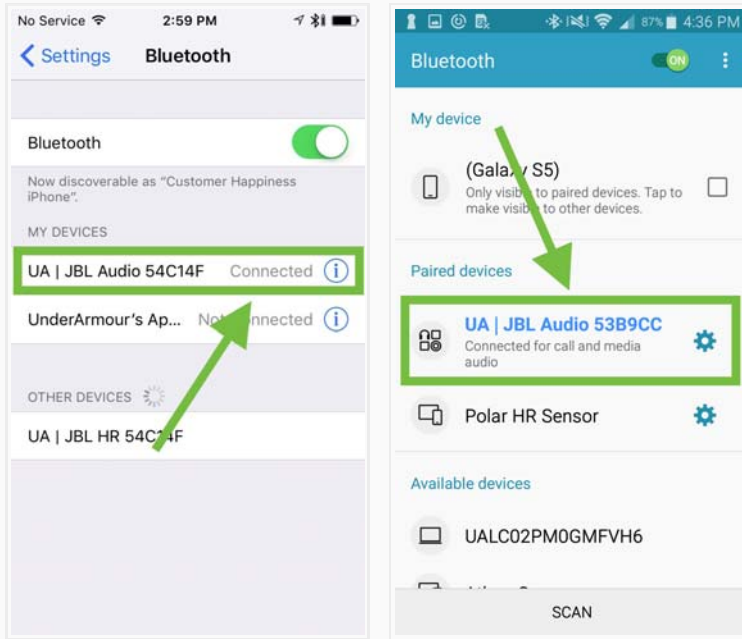 No Service 2:59 PM
Settings Bluetooth
Bluetooth
Now discoverable as “Customer Happiness
iPhone”.
MY DEVICES
UA | JBL Audio 54C14F Connected
UnderArmour’s Ap... Not Connected
OTHER DEVICES
UA | JBL HR 54C14F
87% 4:36 PM
Bluetooth ON
My device
(Galaxy S5)
Only visible to paired devices. Tap to
make visible to other devices.
Paired devices
UA | JBL Audio 53B9CC
Connected for call and media
audio
Polar HR Sensor
Available devices
UALC02PM0GMFVH6
SCAN